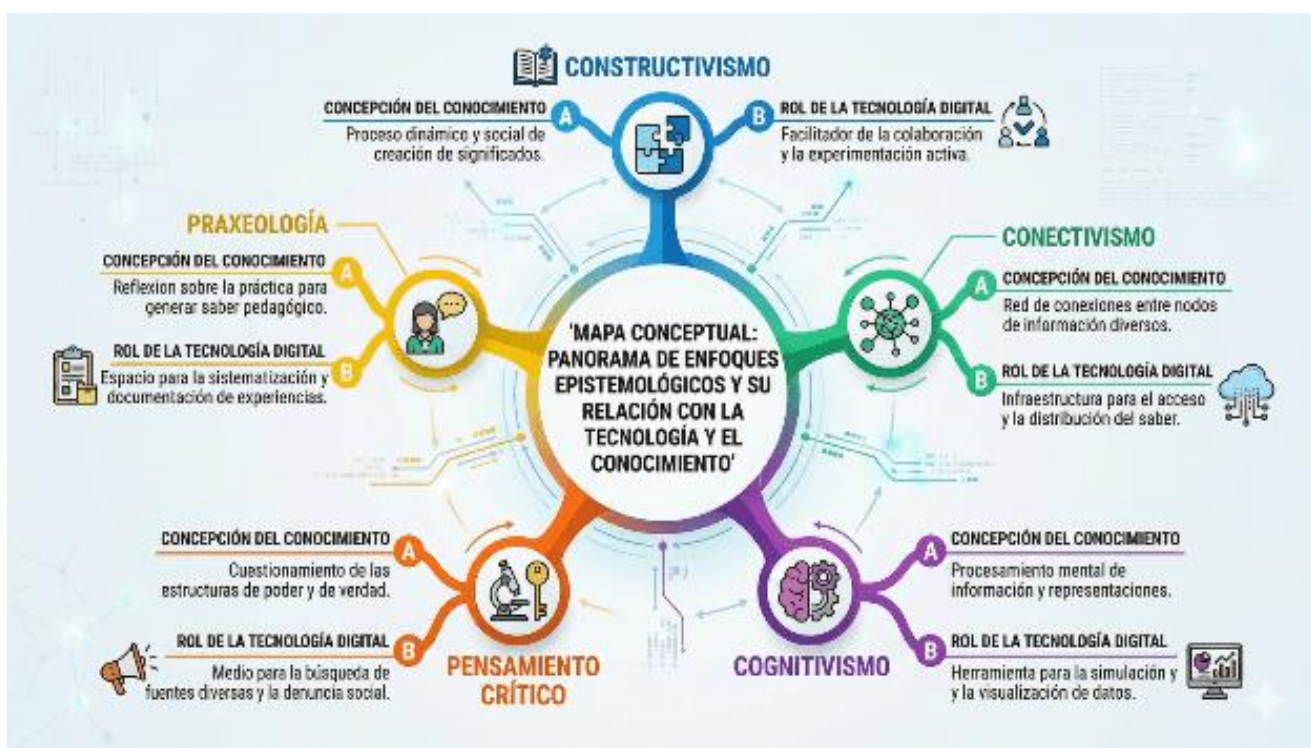 CONSTRUCTIVISMO
CONCEPCIÓN DEL CONOCIMIENTO
A
Proceso dinámico y social de
creación de significados.
B
ROL DE LA TECNOLOGÍA DIGITAL
Facilitador de la colaboración
y la experimentación activa.
PRAXEOLOGÍA
CONCEPCIÓN DEL CONOCIMIENTO
A
Reflexion sobre la práctica para
generar saber pedagógico.
ROL DE LA TECNOLOGÍA DIGITAL
B
Espacio para la sistematización y
documentación de experiencias.
CONECTIVISMO
A
CONCEPCIÓN DEL CONOCIMIENTO
Red de conexiones entre nodos
de información diversos.
B
ROL DE LA TECNOLOGÍA DIGITAL
Infraestructura para el acceso
y la distribución del saber.
'MAPA CONCEPTUAL:
PANORAMA DE ENFOQUES
EPISTEMOLÓGICOS Y SU
RELACIÓN CON LA
TECNOLOGÍA Y EL
CONOCIMIENTO'
CONCEPCIÓN DEL CONOCIMIENTO
A
Cuestionamiento de las
estructuras de poder y de verdad.
ROL DE LA TECNOLOGÍA DIGITAL
B
Medio para la búsqueda de
fuentes diversas y la denuncia social.
PENSAMIENTO
CRÍTICO
COGNITIVISMO
A
CONCEPCIÓN DEL CONOCIMIENTO
Procesamiento mental de
información y representaciones.
B
ROL DE LA TECNOLOGÍA DIGITAL
Herramienta para la simulación y
y la visualización de datos.